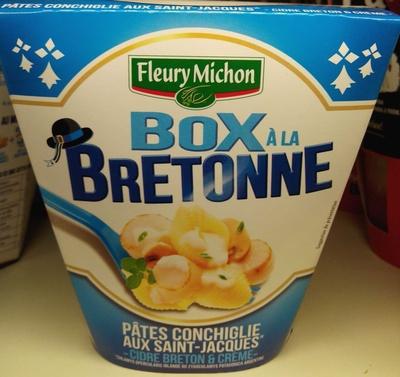 PÂTES CONCHIGLIE AUX SAINT-JACQUES* - CIDRE BRETON & CRÈME -
Fleury Michon
BOX À LA
BRETONNE
PÂTES CONCHIGLIE
AUX SAINT-JACQUES*
- CIDRE BRETON & CRÈME -